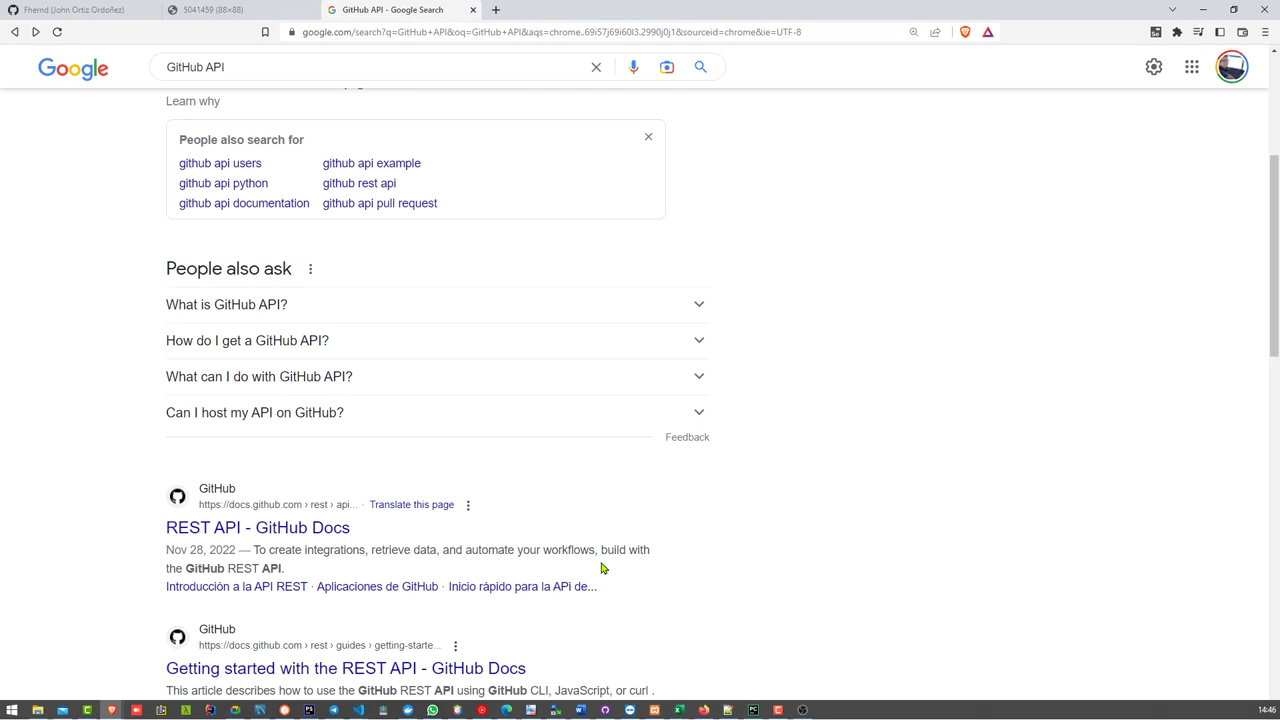 Fhernd (John Ortiz Ordoñez)
5041459 (88×88)
GitHub API - Google Search
google.com/search?q=GitHub+API&oq=GitHub+API&aqs=chrome..69i57j69i60l3.2990j0j1&sourceid=chrome&ie=UTF-8
Google
GitHub API
Learn why
People also search for
github api users
github api example
github api python
github rest api
github api documentation
github api pull request
People also ask
What is GitHub API?
How do I get a GitHub API?
What can I do with GitHub API?
Can I host my API on GitHub?
Feedback
GitHub
https://docs.github.com › rest › api... · Translate this page
REST API - GitHub Docs
Nov 28, 2022 — To create integrations, retrieve data, and automate your workflows, build with
the GitHub REST API.
Introducción a la API REST · Aplicaciones de GitHub · Inicio rápido para la APi de...
GitHub
https://docs.github.com › rest › guides › getting-starte...
Getting started with the REST API - GitHub Docs
This article describes how to use the GitHub REST API using GitHub CLI, JavaScript, or curl .
14:46